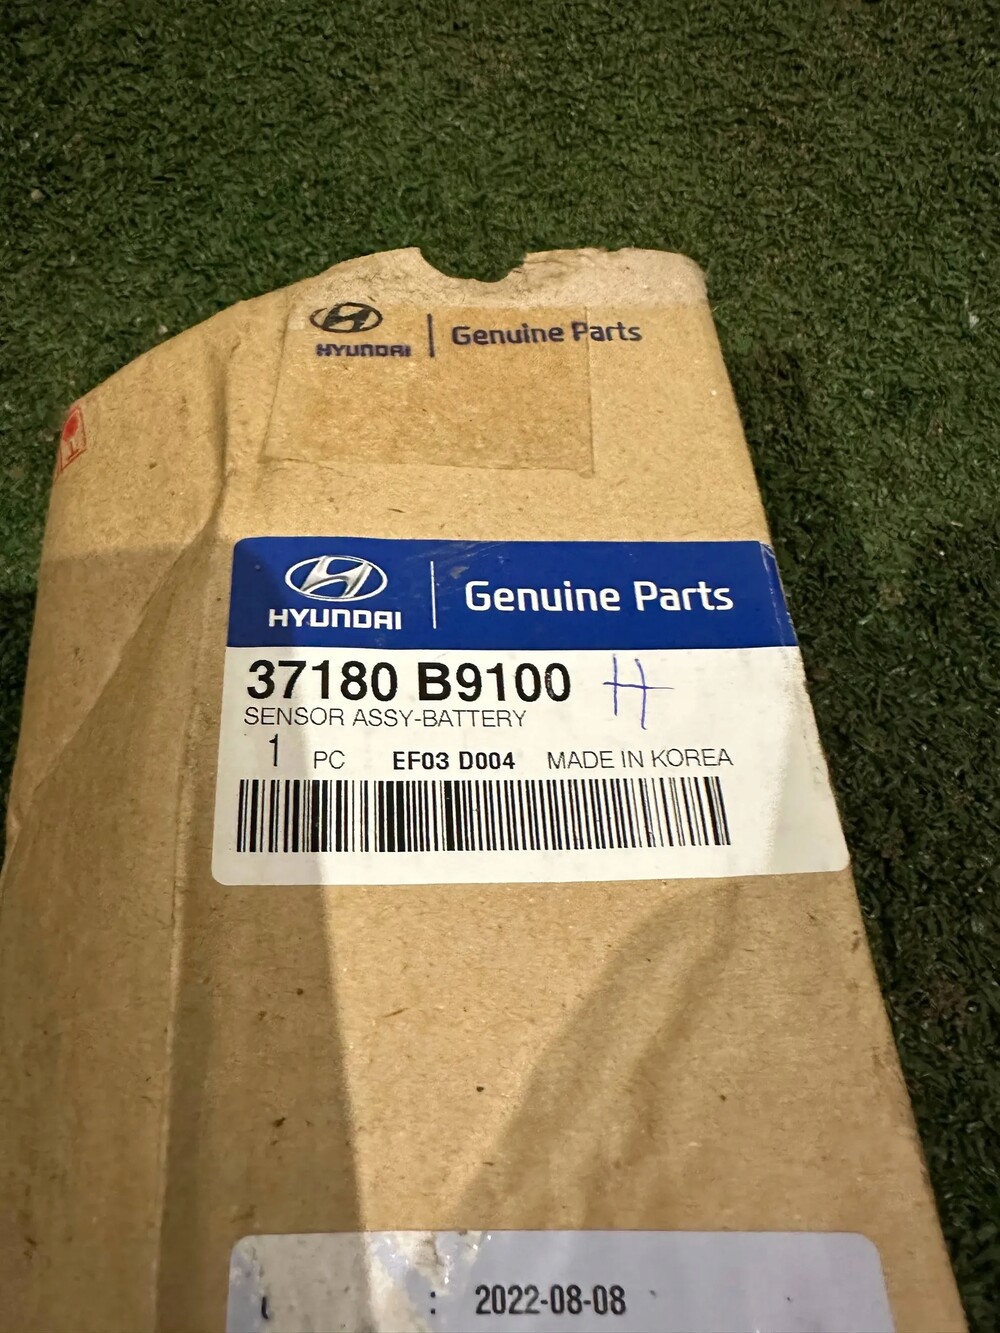 HYUNDAI | Genuine Parts
HYUNDAI | Genuine Parts
37180 B9100 H
SENSOR ASSY-BATTERY
1 PC EF03 D004 MADE IN KOREA
: 2022-08-08